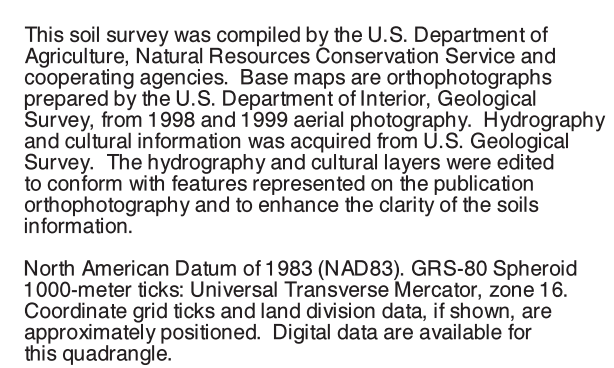 This soil survey was compiled by the U.S. Department of
Agriculture, Natural Resources Conservation Service and
cooperating agencies.  Base maps are orthophotographs
prepared by the U.S. Department of Interior, Geological
Survey, from 1998 and 1999 aerial photography.  Hydrography
and cultural information was acquired from U.S. Geological
Survey.  The hydrography and cultural layers were edited
to conform with features represented on the publication
orthophotography and to enhance the clarity of the soils
information.

North American Datum of 1983 (NAD83). GRS-80 Spheroid
1000-meter ticks: Universal Transverse Mercator, zone 16.
Coordinate grid ticks and land division data, if shown, are
approximately positioned.  Digital data are available for
this quadrangle.